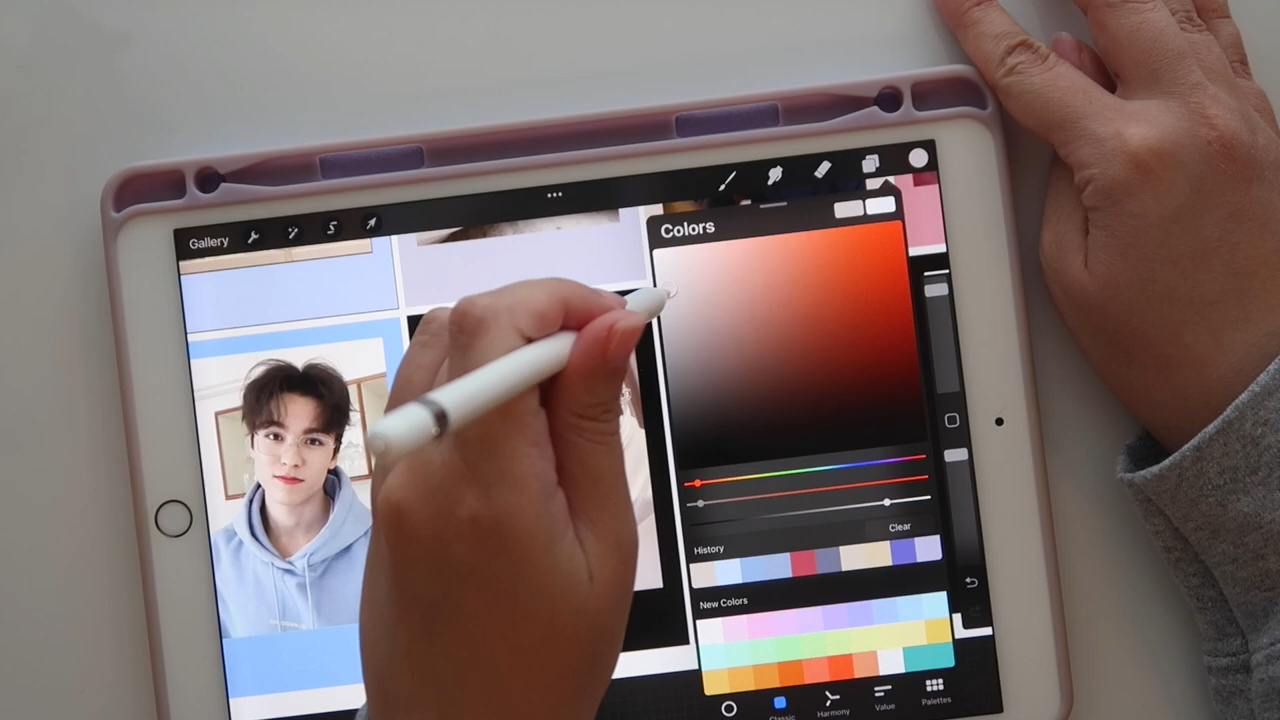 Gallery
Colors
Clear
History
New Colors
Classic
Harmony
Value
Palettes